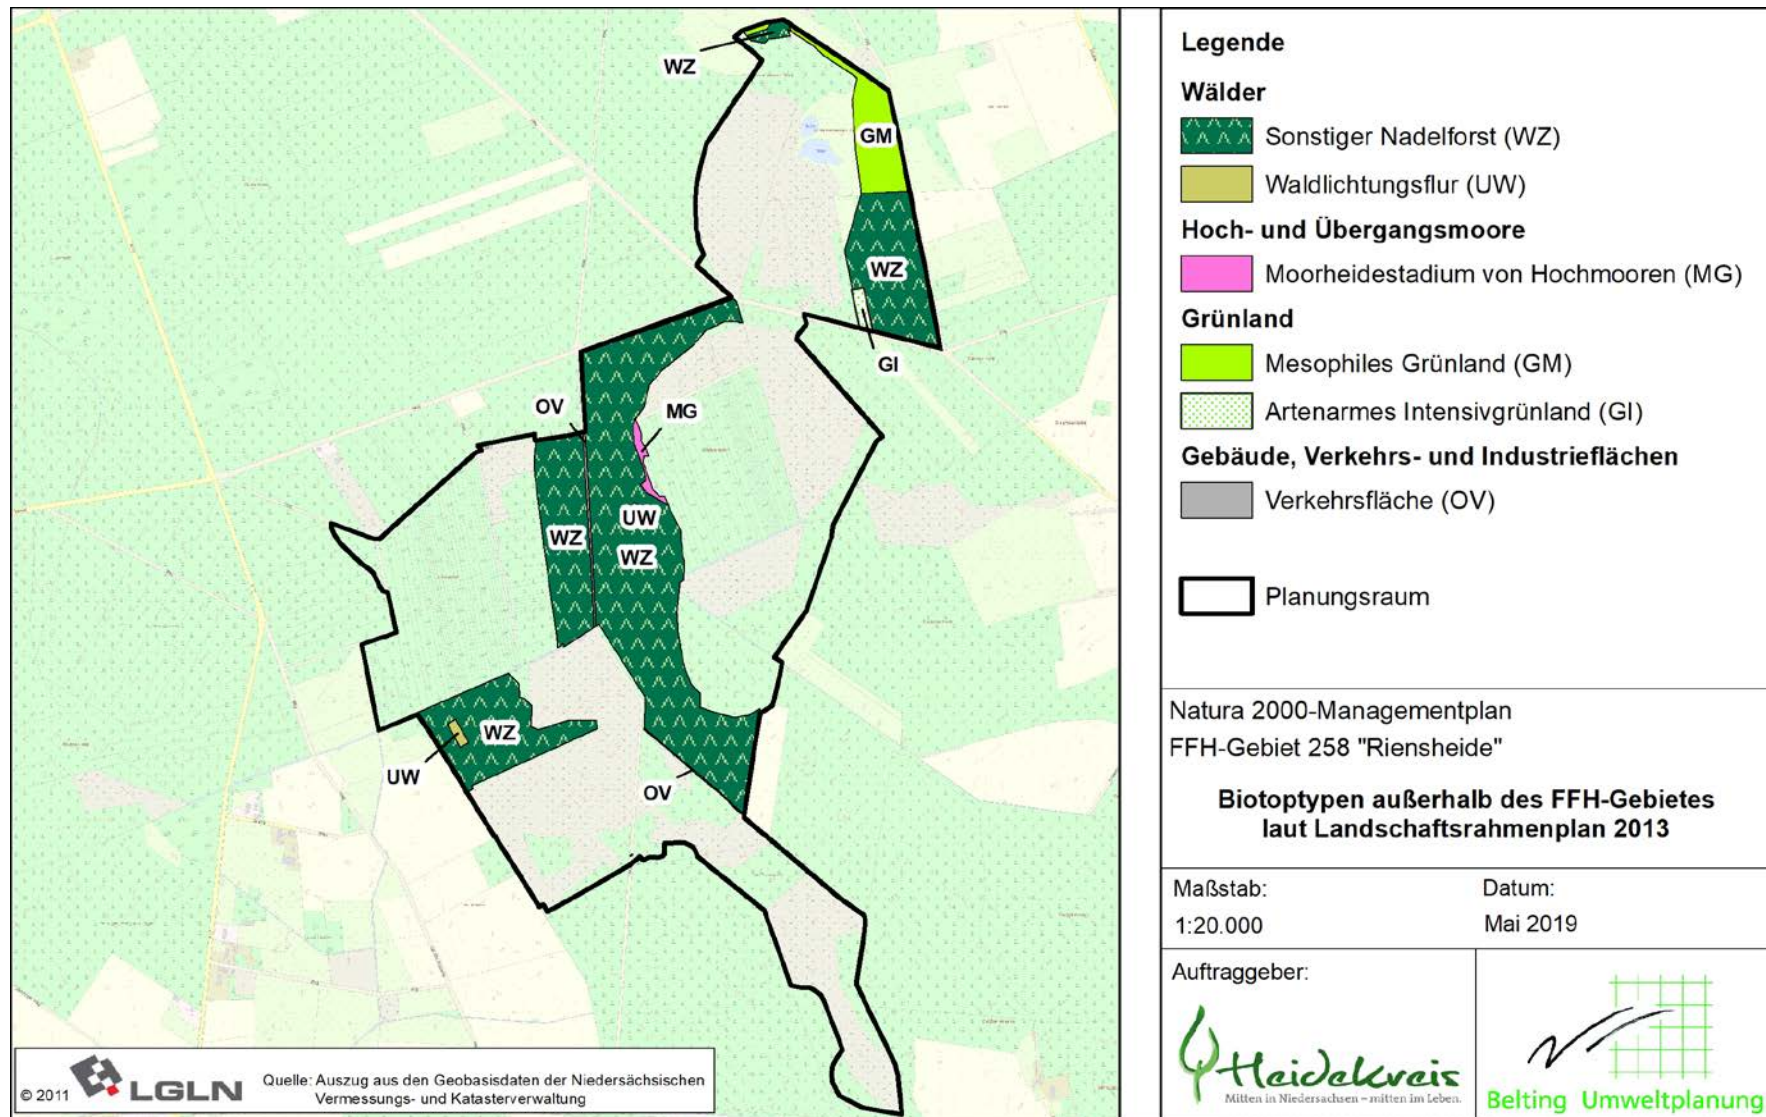 WZ
GM
WZ
GI
OV
MG
UW
WZ
WZ
WZ
UW
OV
© 2011
LGLN
Quelle: Auszug aus den Geobasisdaten der Niedersächsischen
Vermessungs- und Katasterverwaltung
Legende
Wälder
Sonstiger Nadelforst (WZ)
Waldlichtungsflur (UW)
Hoch- und Übergangsmoore
Moorheidestadium von Hochmooren (MG)
Grünland
Mesophiles Grünland (GM)
Artenarmes Intensivgrünland (GI)
Gebäude, Verkehrs- und Industrieflächen
Verkehrsfläche (OV)
Planungsraum
Natura 2000-Managementplan
FFH-Gebiet 258 "Riensheide"
Biotoptypen außerhalb des FFH-Gebietes
laut Landschaftsrahmenplan 2013
Maßstab:
1:20.000
Datum:
Mai 2019
Auftraggeber:
Heidekreis
Mitten in Niedersachsen – mitten im Leben.
Belting Umweltplanung